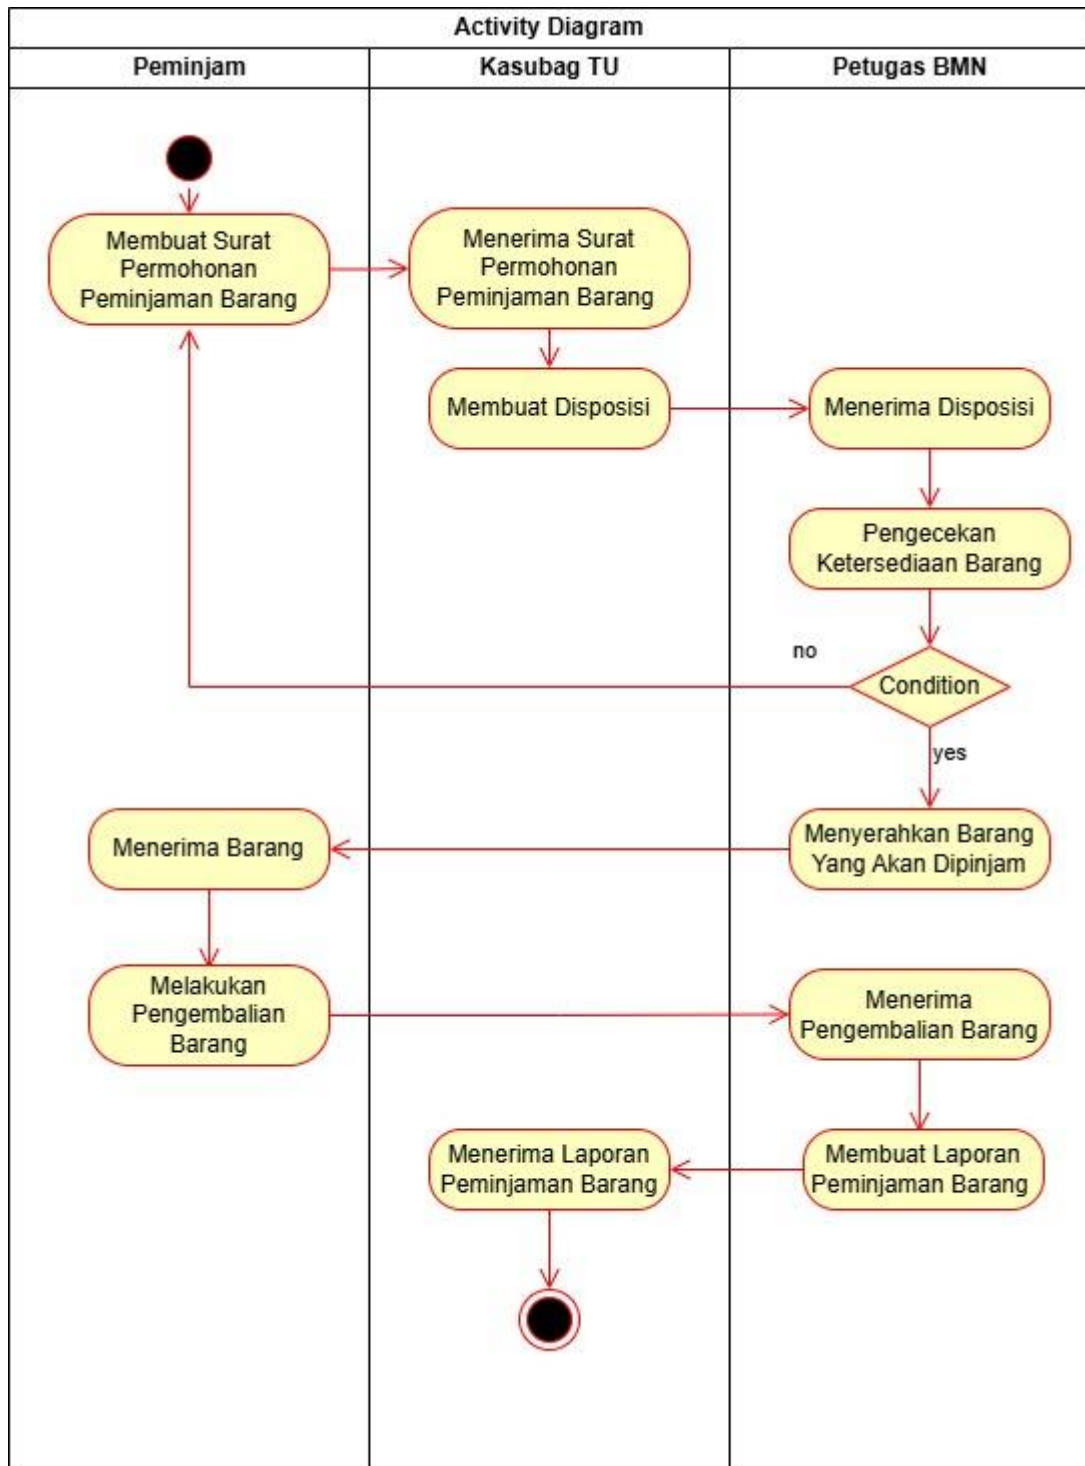 Activity Diagram
Peminjam
Kasubag TU
Petugas BMN
Membuat Surat
Permohonan
Peminjaman Barang
Menerima Surat
Permohonan
Peminjaman Barang
Membuat Disposisi
Menerima Disposisi
Pengecekan
Ketersediaan Barang
no
Condition
yes
Menerima Barang
Menyerahkan Barang
Yang Akan Dipinjam
Melakukan
Pengembalian
Barang
Menerima
Pengembalian Barang
Menerima Laporan
Peminjaman Barang
Membuat Laporan
Peminjaman Barang